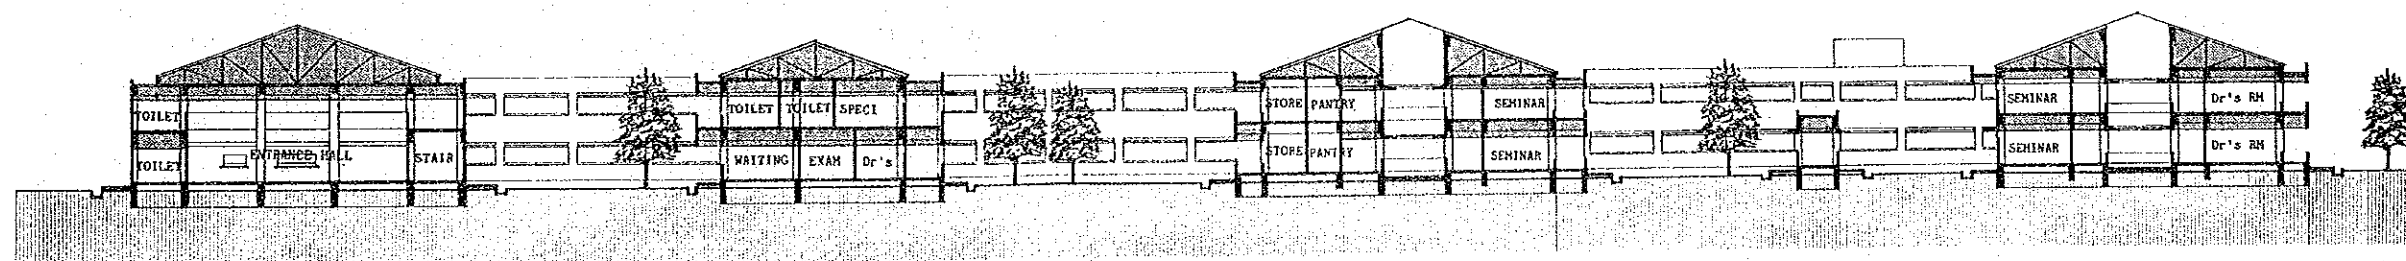 TOILET
ENTRANCE HALL
TOILET
STAIR
TOILET TOILET SPECI
WAITING EXAM Dr's
STORE PANTRY
SEMINAR
STORE PANTRY
SEMINAR
SEMINAR
Dr's RM
SEMINAR
Dr's RM